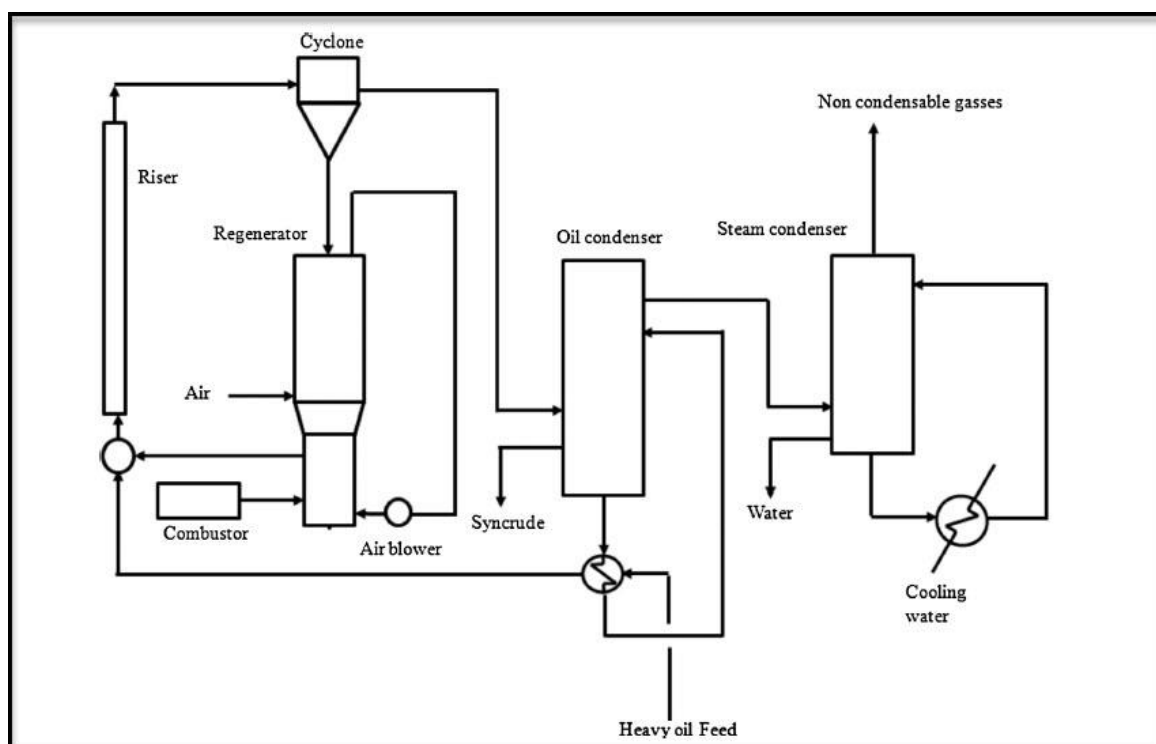 Cyclone
Non condensable gasses
Riser
Regenerator
Steam condenser
Oil condenser
Air
Syncrude
Water
Combustor
Air blower
Cooling
water
Heavy oil Feed